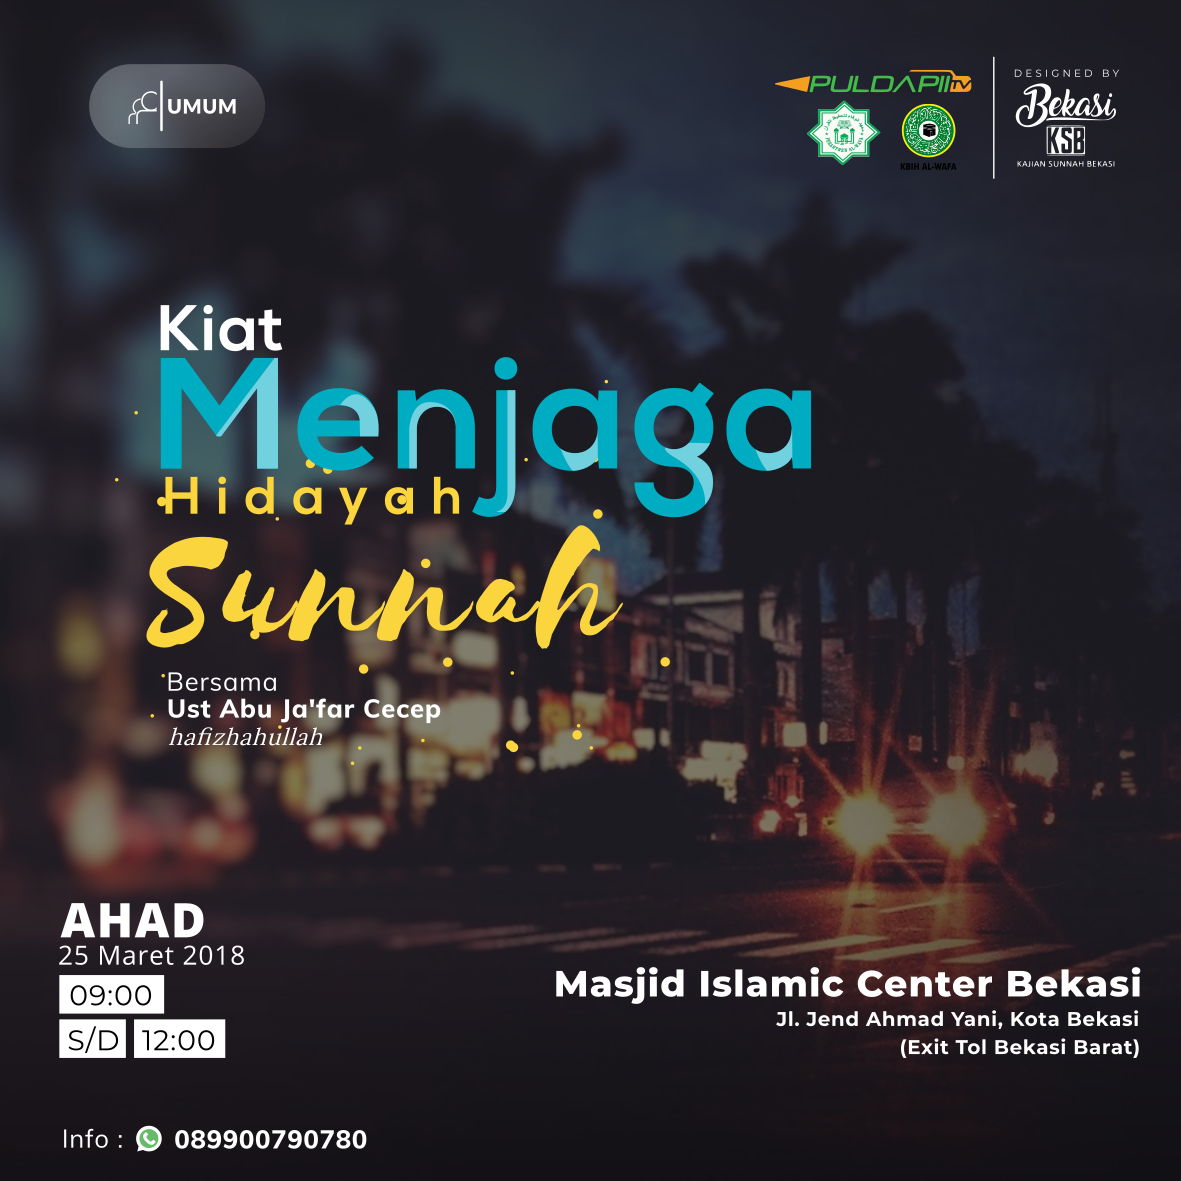 UMUM
PULDAPII TV
KBIH AL-WAFA
DESIGNED BY
Bekasi
KSB
KAJIAN SUNNAH BEKASI
Kiat
Menjaga
Hidayah
Sunnah
Bersama
Ust Abu Ja'far Cecep
hafizhahullah
AHAD
25 Maret 2018
09:00
S/D 12:00
Masjid Islamic Center Bekasi
Jl. Jend Ahmad Yani, Kota Bekasi
(Exit Tol Bekasi Barat)
Info : 089900790780